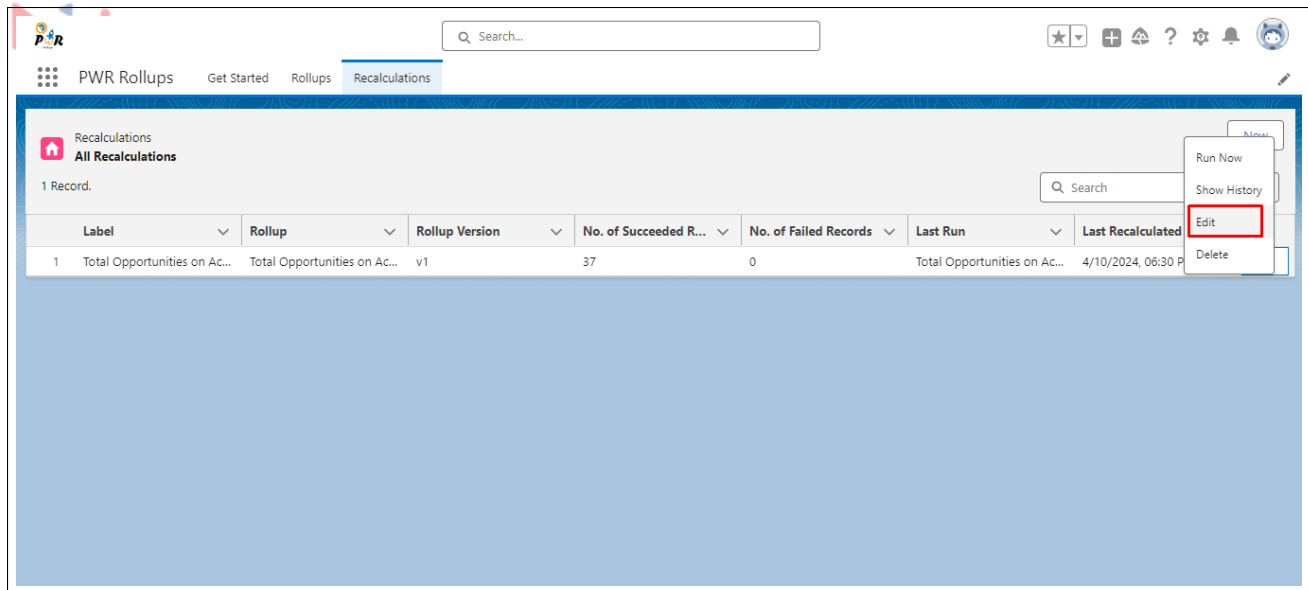 PWR
Search...
PWR Rollups Get Started Rollups Recalculations
Recalculations
All Recalculations
New
1 Record.
Search
Run Now
Show History
Edit
Delete
Label Rollup Rollup Version No. of Succeeded R... No. of Failed Records Last Run Last Recalculated
1 Total Opportunities on Ac... Total Opportunities on Ac... v1 37 0 Total Opportunities on Ac... 4/10/2024, 06:30 P